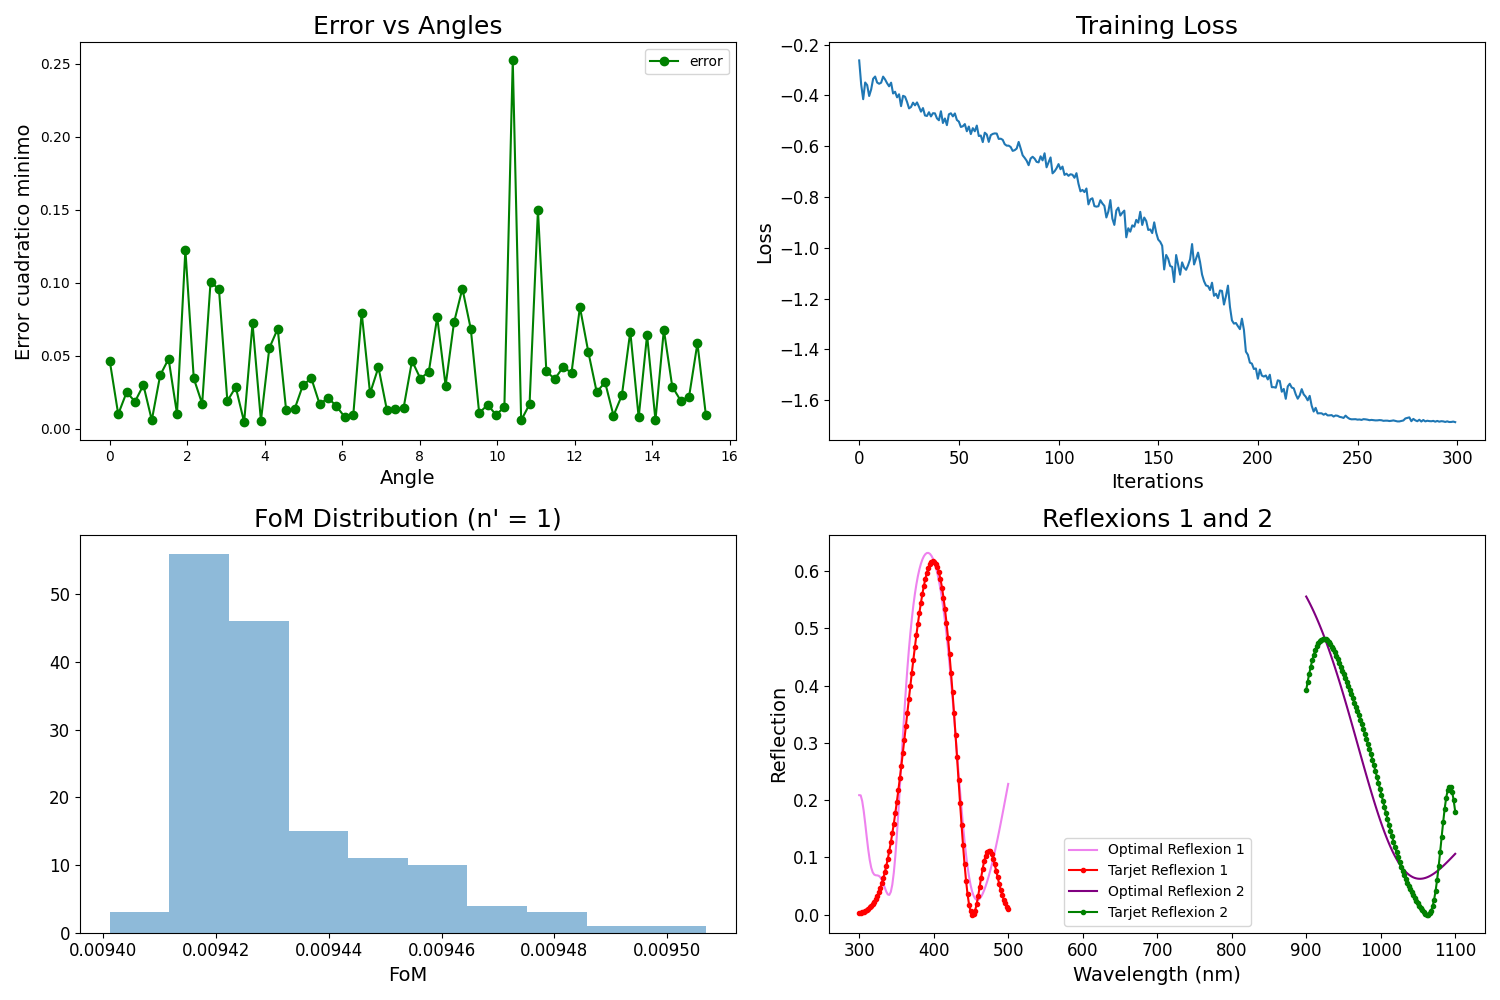 Error vs Angles
error
Error cuadratico minimo
0.25
0.20
0.15
0.10
0.05
0.00
0 2 4 6 8 10 12 14 16
Angle
Training Loss
Loss
−0.2
−0.4
−0.6
−0.8
−1.0
−1.2
−1.4
−1.6
0 50 100 150 200 250 300
Iterations
FoM Distribution (n' = 1)
50
40
30
20
10
0
0.00940 0.00942 0.00944 0.00946 0.00948 0.00950
FoM
Reflexions 1 and 2
Reflection
0.6
0.5
0.4
0.3
0.2
0.1
0.0
Optimal Reflexion 1
Tarjet Reflexion 1
Optimal Reflexion 2
Tarjet Reflexion 2
300 400 500 600 700 800 900 1000 1100
Wavelength (nm)